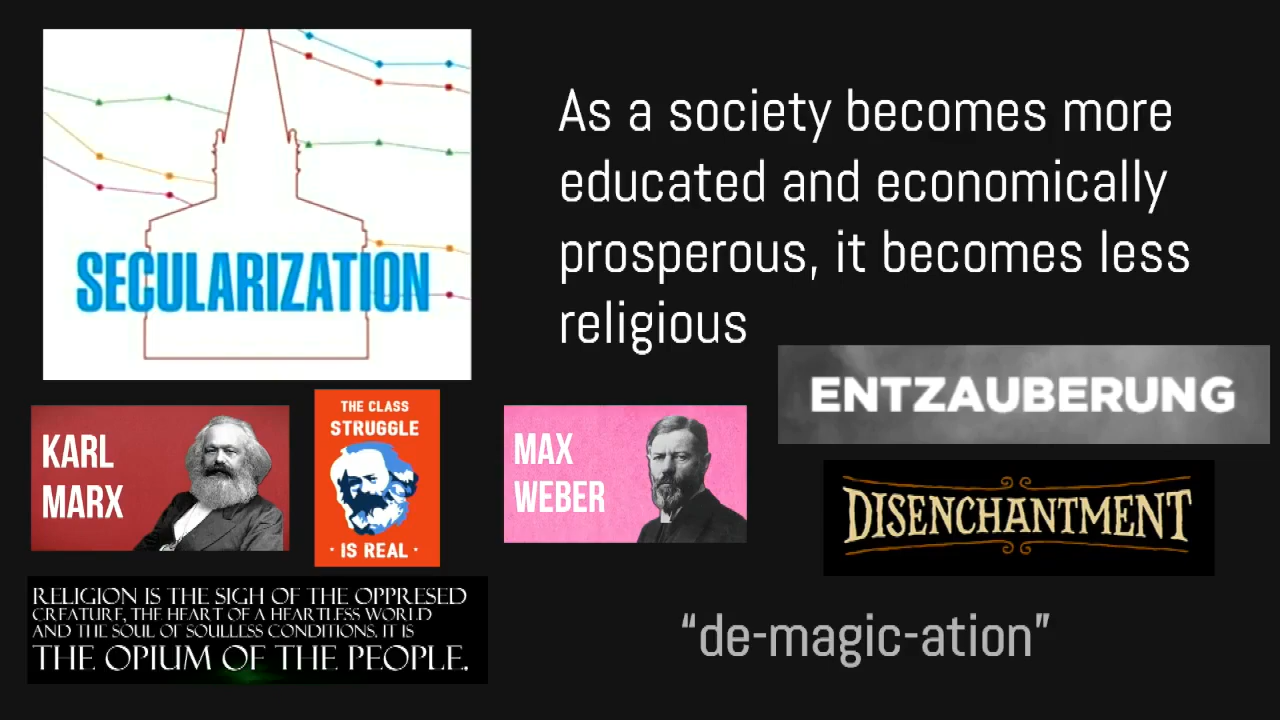 SECULARIZATION
As a society becomes more
educated and economically
prosperous, it becomes less
religious
KARL
MARX
THE CLASS
STRUGGLE
· IS REAL ·
MAX
WEBER
ENTZAUBERUNG
DISENCHANTMENT
RELIGION IS THE SIGH OF THE OPPRESED
CREATURE, THE HEART OF A HEARTLESS WORLD
AND THE SOUL OF SOULLESS CONDITIONS. IT IS
THE OPIUM OF THE PEOPLE.
“de-magic-ation”